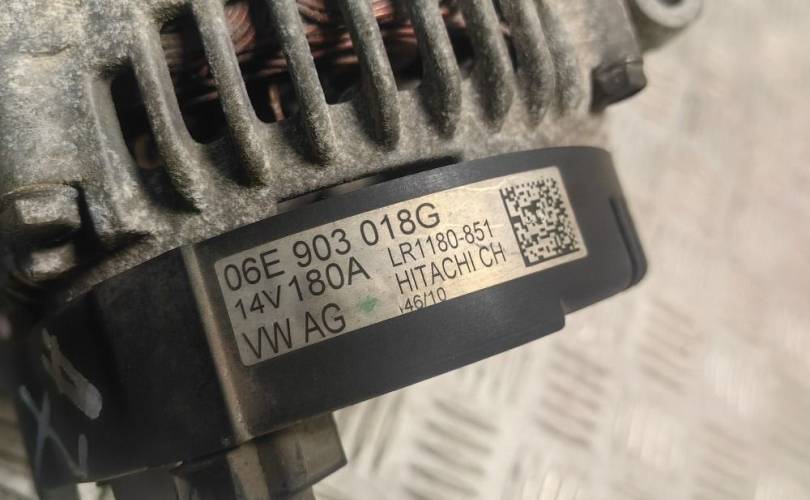 06E 903 018G
14V 180A LR1180-851
HITACHI CH
VW AG 46/10